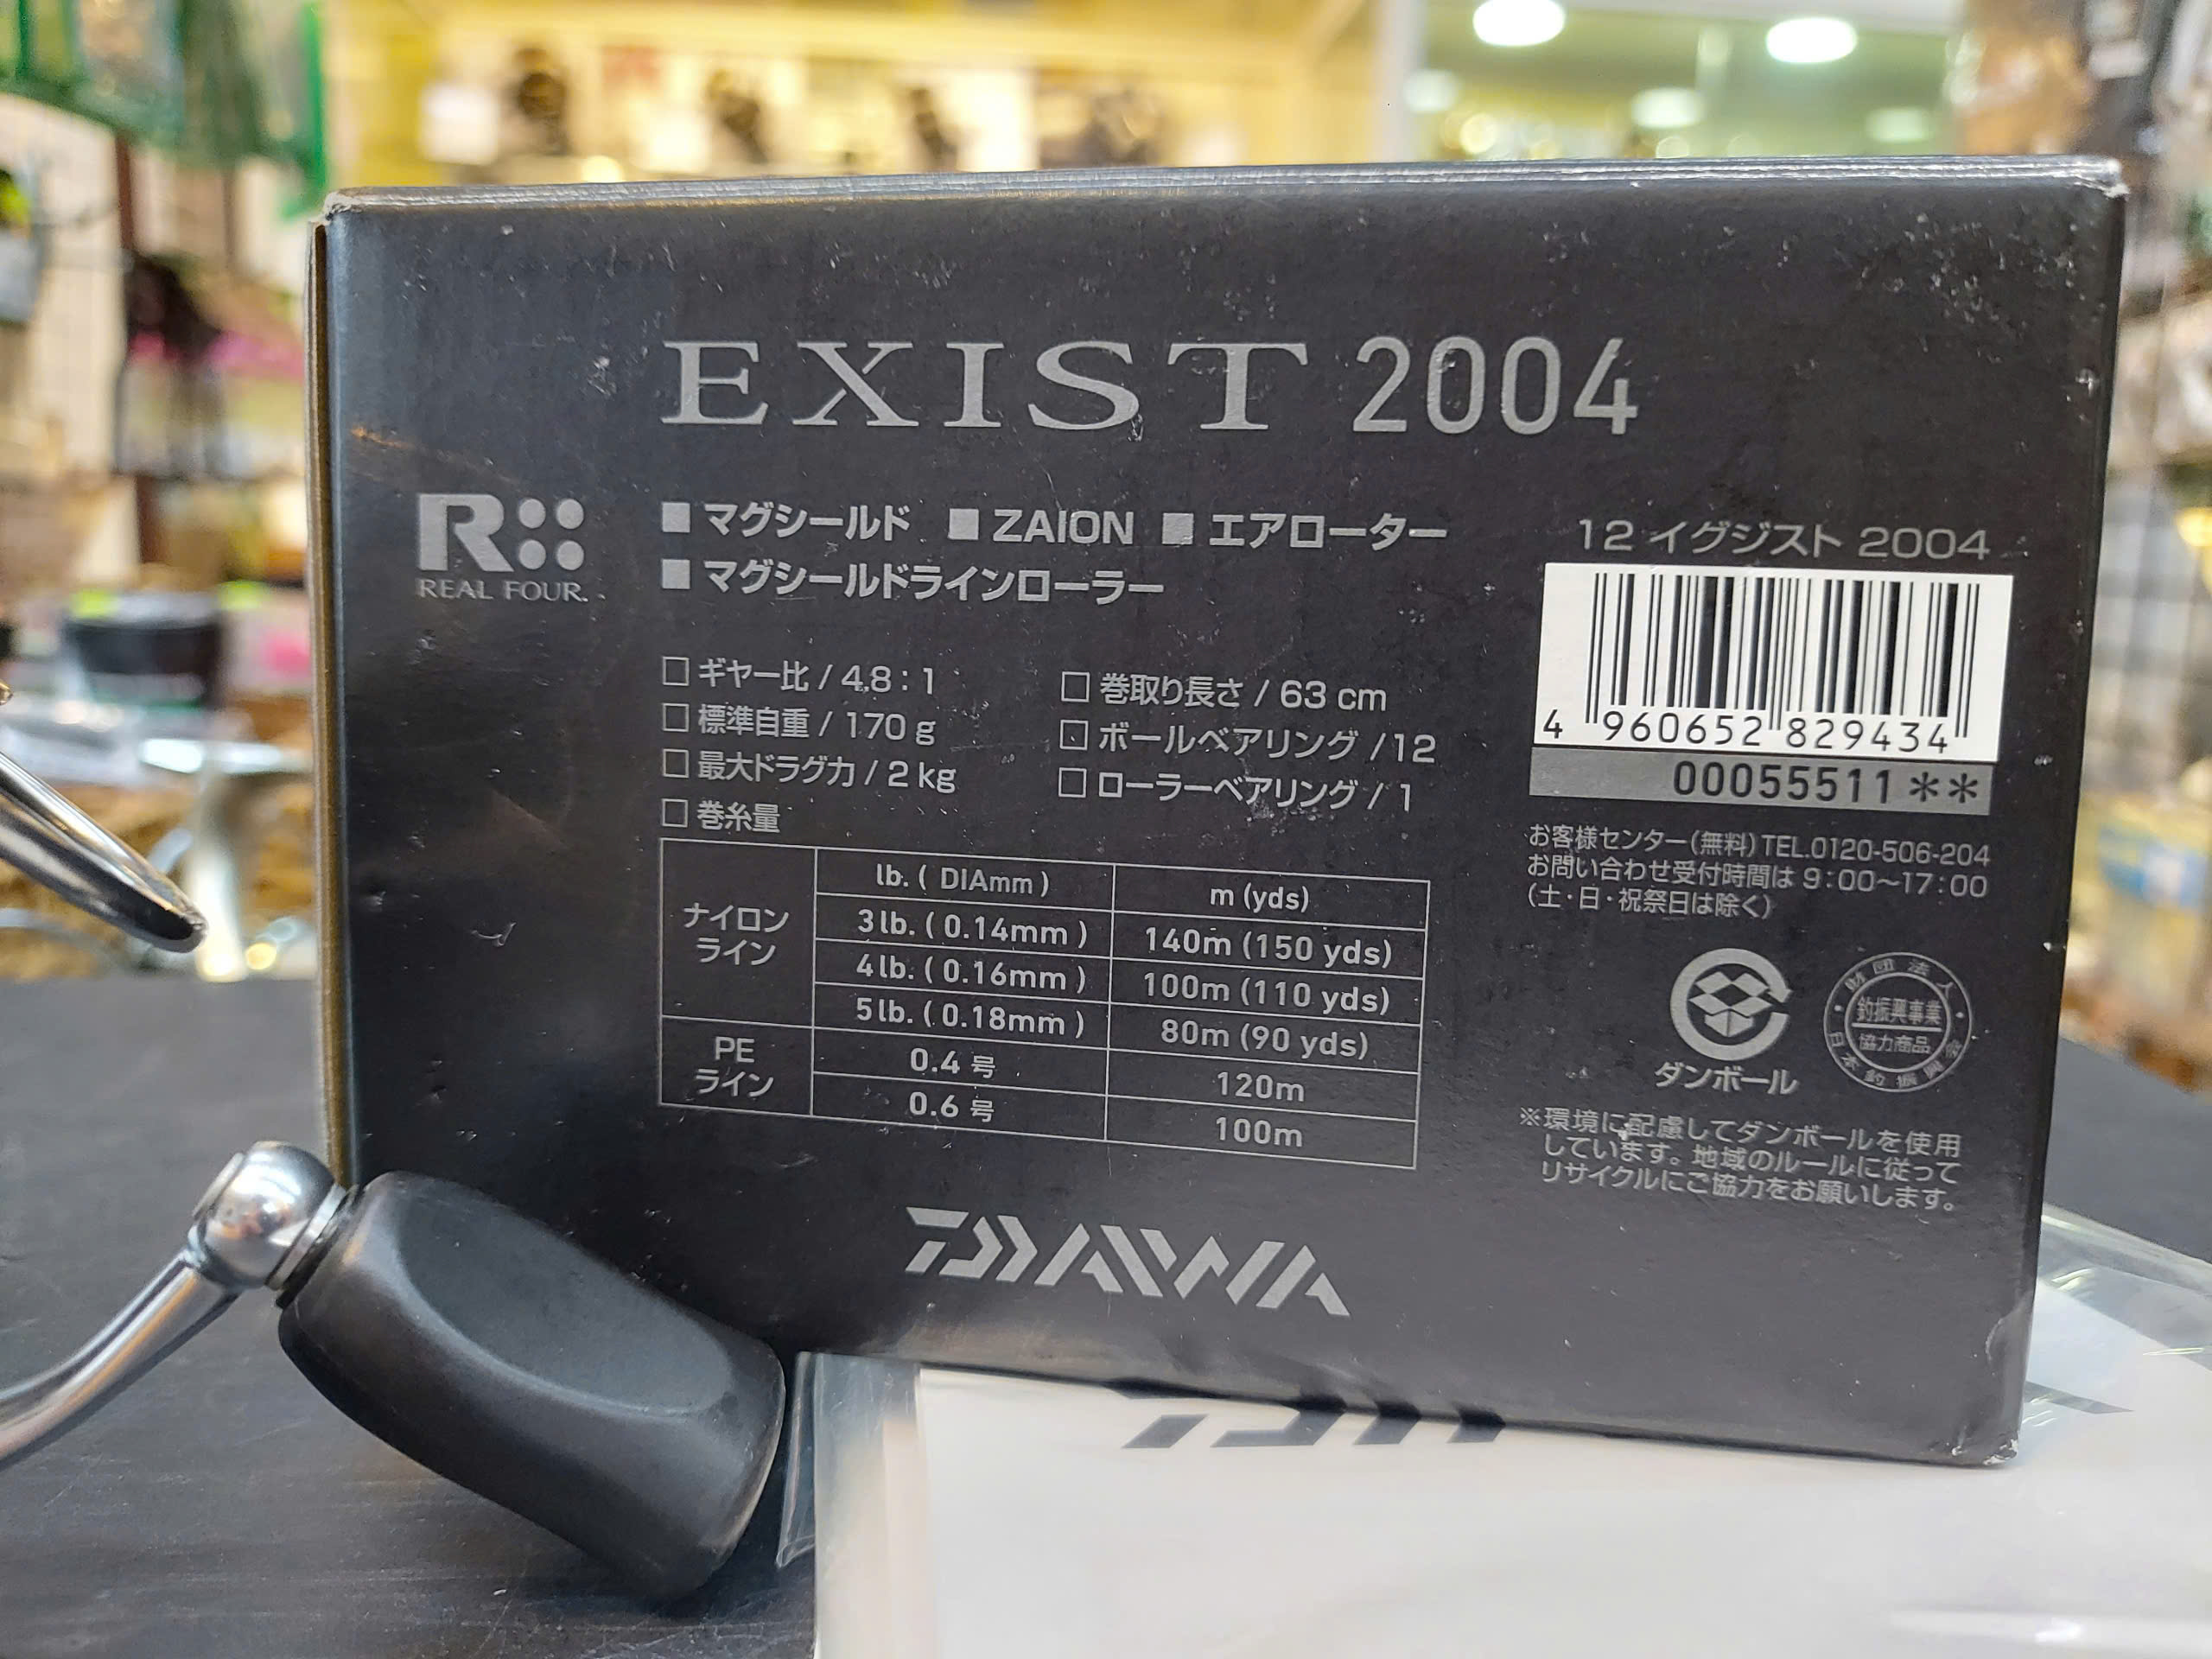 EXIST 2004
R
REAL FOUR
■マグシールド ■ZAION ■エアローター
■マグシールドラインローラー
□ギヤー比 / 4.8:1
□標準自重 / 170 g
□最大ドラグ力 / 2 kg
□巻糸量
□巻取り長さ / 63 cm
□ボールベアリング /12
□ローラーベアリング / 1
lb. ( DIAmm ) m (yds)
ナイロン
ライン
3 lb. ( 0.14mm ) 140m (150 yds)
4 lb. ( 0.16mm ) 100m (110 yds)
5 lb. ( 0.18mm ) 80m (90 yds)
PE
ライン
0.4 号 120m
0.6 号 100m
DAIWA
12 イグジスト 2004
4 960652 829434
00055511**
お客様センター(無料) TEL.0120-506-204
お問い合わせ受付時間は 9:00〜17:00
(土・日・祝祭日は除く)
ダンボール
財団法人
釣振興事業
協力商品
日本釣振興会
※環境に配慮してダンボールを使用
しています。地域のルールに従って
リサイクルにご協力をお願いします。